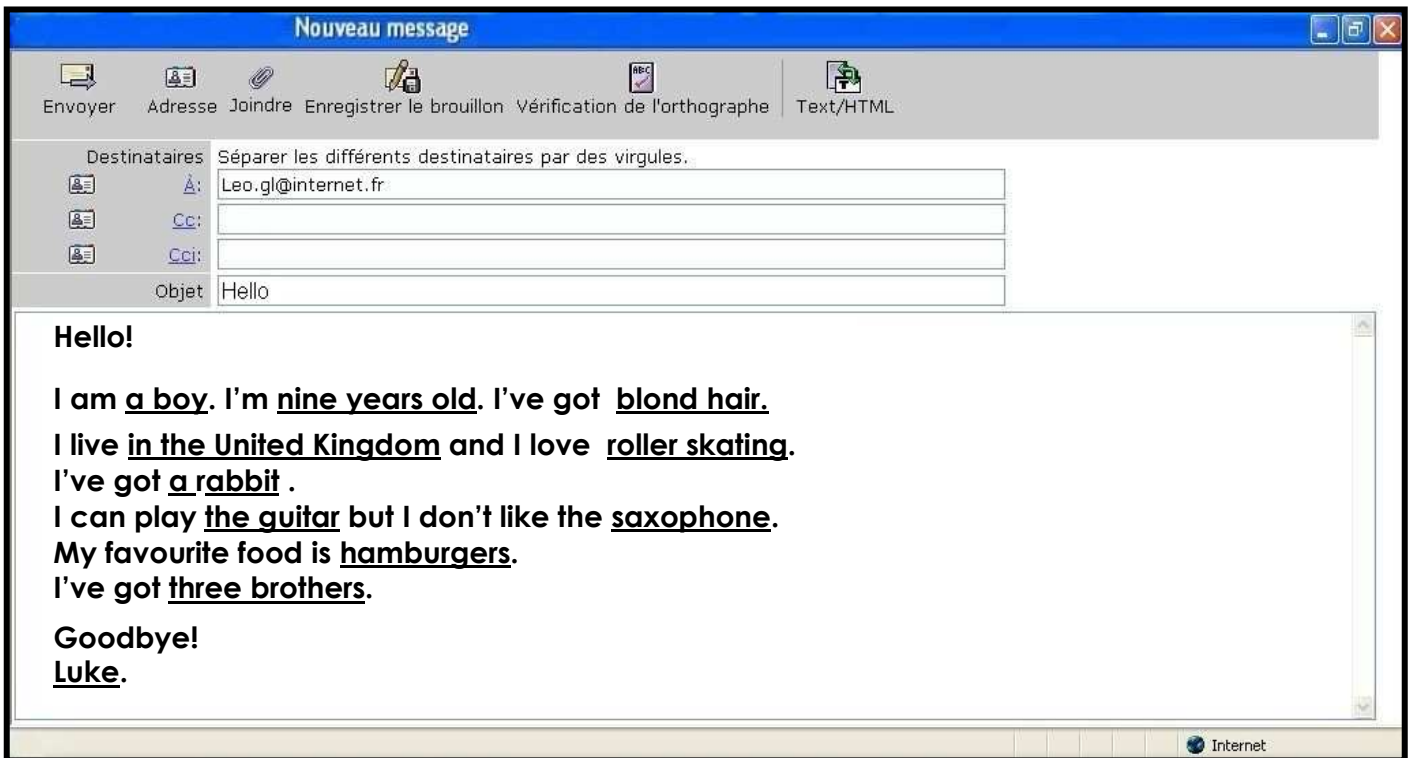 Nouveau message
Envoyer Adresse Joindre Enregistrer le brouillon Vérification de l'orthographe Text/HTML
Destinataires Séparer les différents destinataires par des virgules.
À: Leo.gl@internet.fr
Cc:
Cci:
Objet Hello
Hello!
I am a boy. I'm nine years old. I've got blond hair.
I live in the United Kingdom and I love roller skating.
I've got a rabbit .
I can play the guitar but I don't like the saxophone.
My favourite food is hamburgers.
I've got three brothers.
Goodbye!
Luke.
Internet